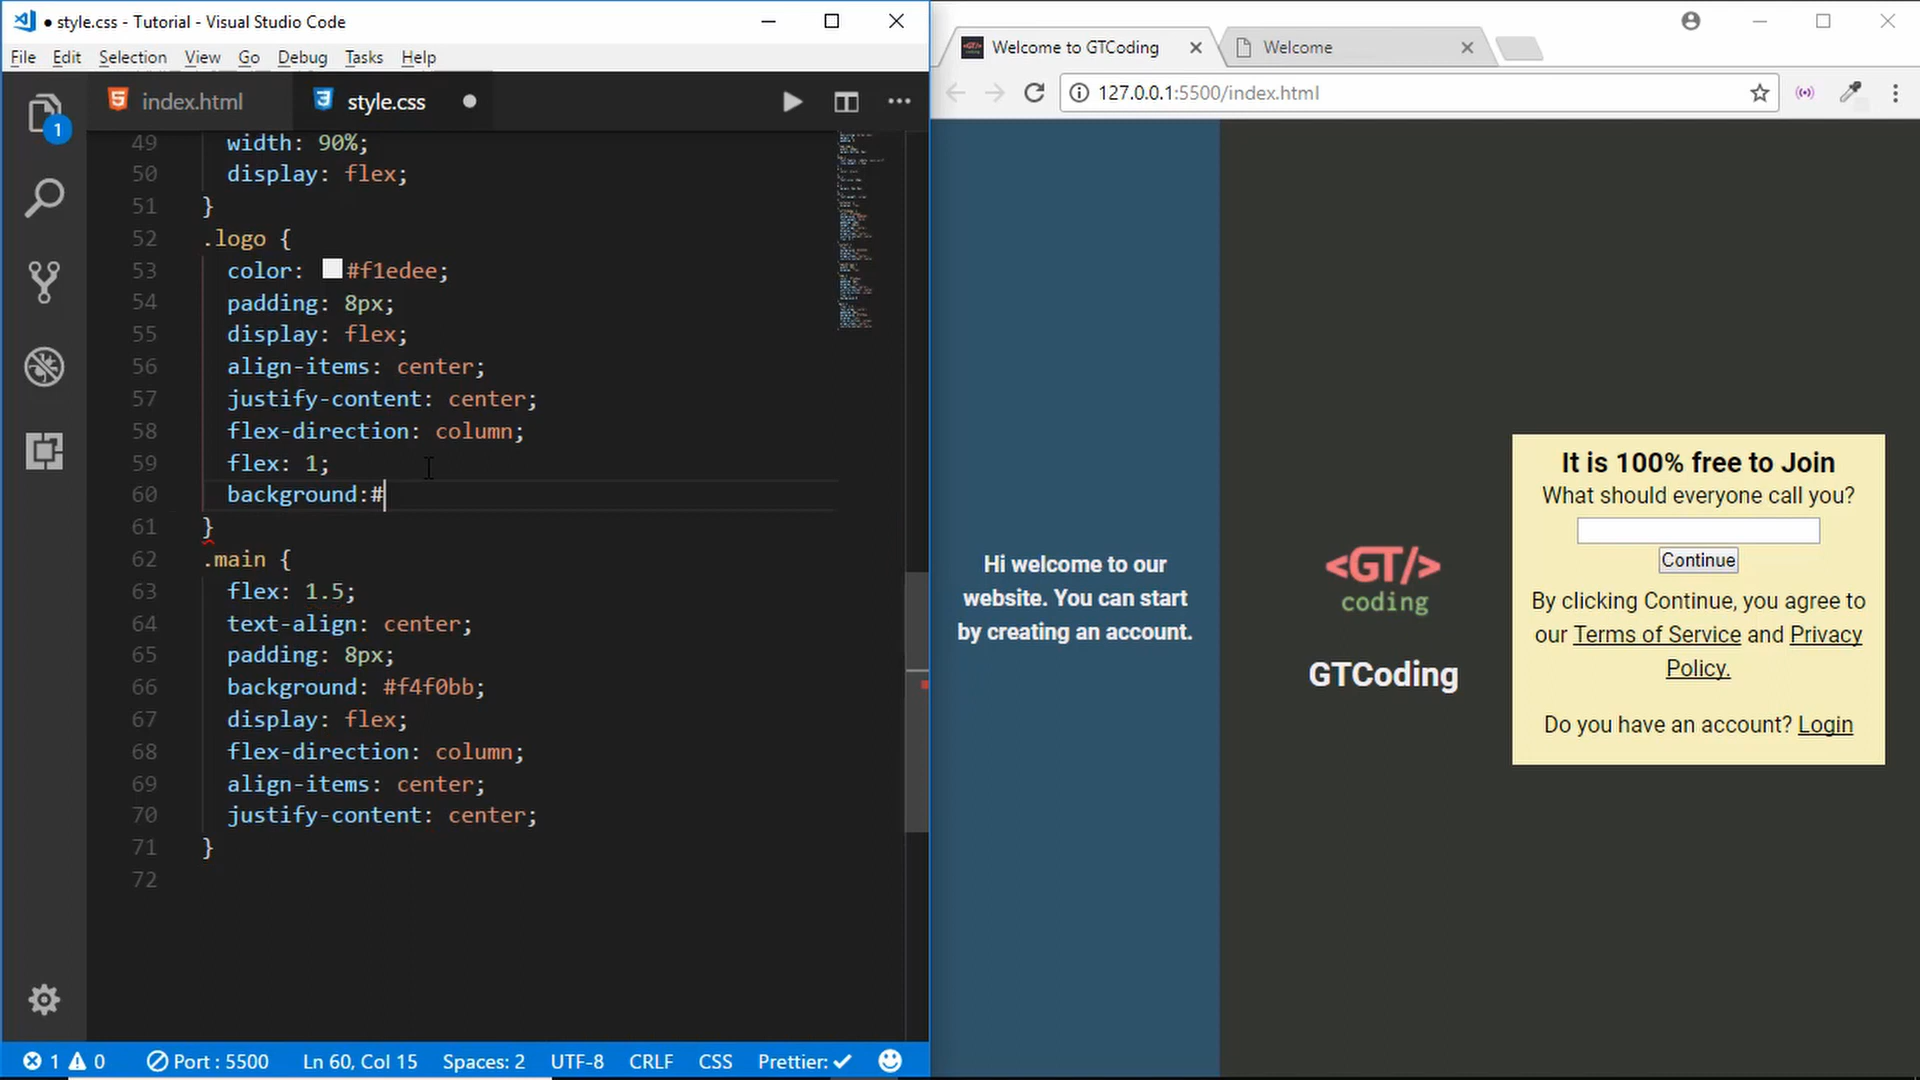 style.css - Tutorial - Visual Studio Code
File Edit Selection View Go Debug Tasks Help
index.html style.css
1
49 width: 90%;
50 display: flex;
51 }
52 .logo {
53 color: #f1edee;
54 padding: 8px;
55 display: flex;
56 align-items: center;
57 justify-content: center;
58 flex-direction: column;
59 flex: 1;
60 background:#
61 }
62 .main {
63 flex: 1.5;
64 text-align: center;
65 padding: 8px;
66 background: #f4f0bb;
67 display: flex;
68 flex-direction: column;
69 align-items: center;
70 justify-content: center;
71 }
72
1 0 Port : 5500 Ln 60, Col 15 Spaces: 2 UTF-8 CRLF CSS Prettier: ✓
Welcome to GTCoding Welcome
127.0.0.1:5500/index.html
Hi welcome to our
website. You can start
by creating an account.
<GT/>
coding
GTCoding
It is 100% free to Join
What should everyone call you?
Continue
By clicking Continue, you agree to
our Terms of Service and Privacy
Policy.
Do you have an account? Login